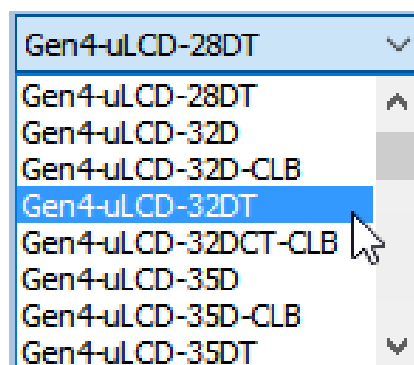 Gen4-uLCD-28DT
Gen4-uLCD-28DT
Gen4-uLCD-32D
Gen4-uLCD-32D-CLB
Gen4-uLCD-32DT
Gen4-uLCD-32DCT-CLB
Gen4-uLCD-35D
Gen4-uLCD-35D-CLB
Gen4-uLCD-35DT